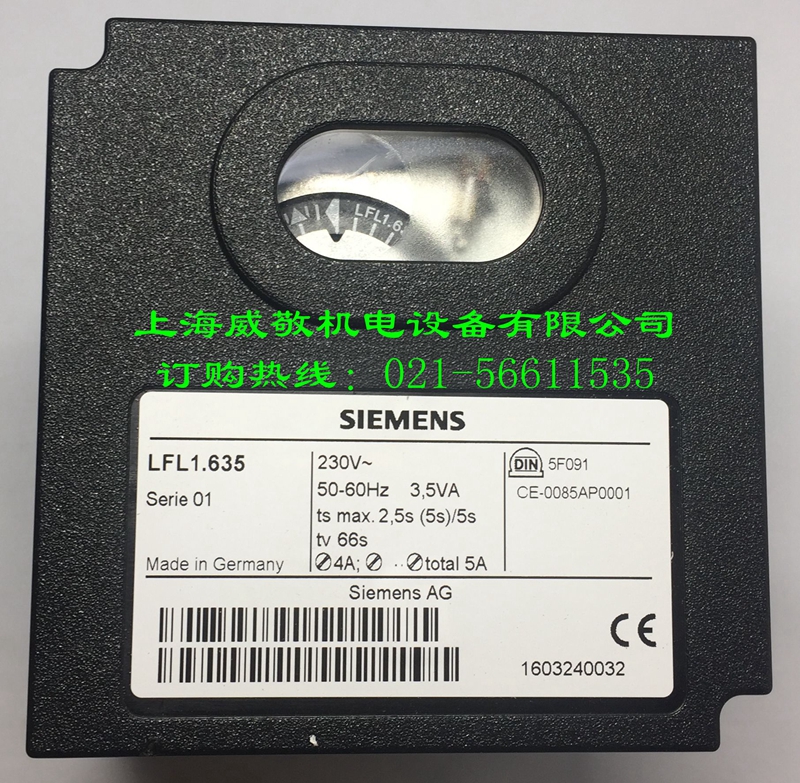 LFL1.63
上海威敬机电设备有限公司
订购热线：021-56611535
SIEMENS
LFL1.635
Serie 01
Made in Germany
230V~
50-60Hz 3,5VA
ts max. 2,5s (5s)/5s
tv 66s
4A; ·· total 5A
DIN 5F091
CE-0085AP0001
Siemens AG
CE
1603240032